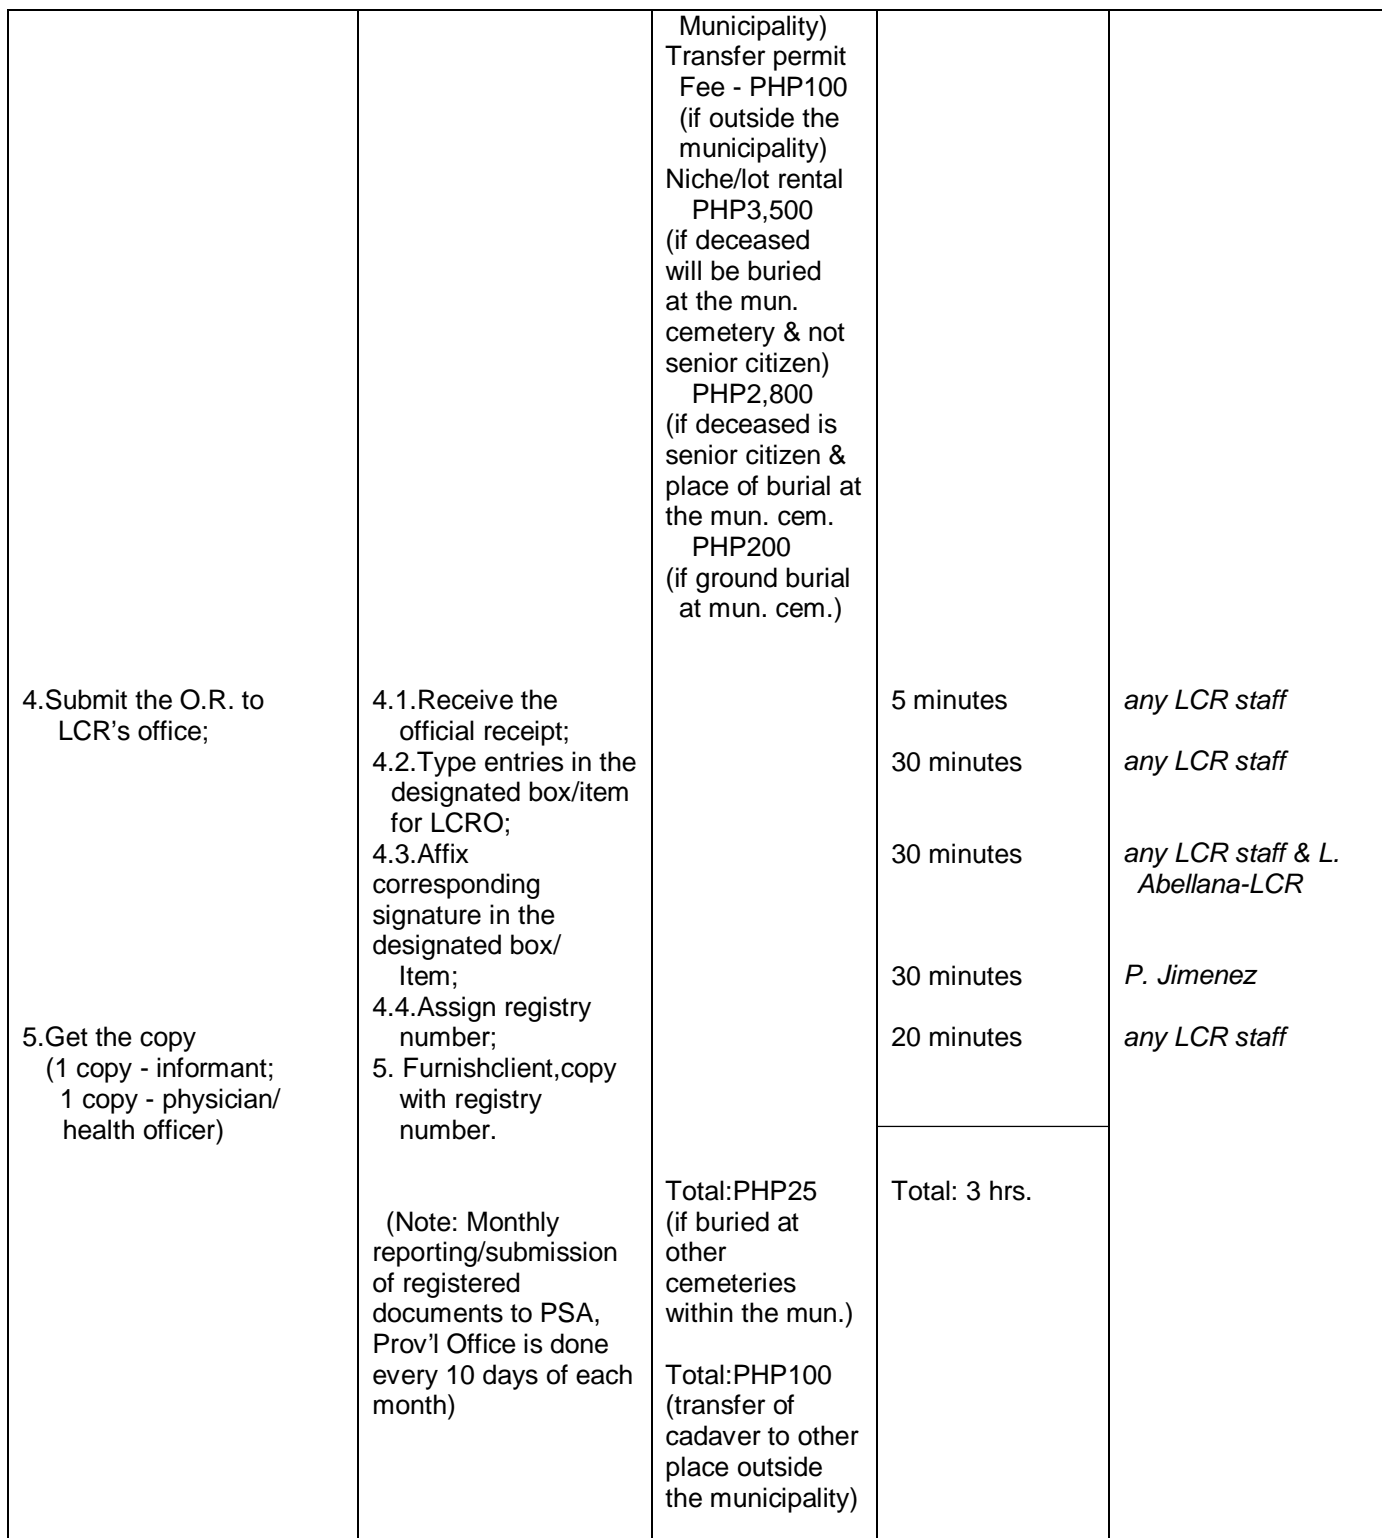 Municipality)
Transfer permit
Fee - PHP100
(if outside the
municipality)
Niche/lot rental
PHP3,500
(if deceased
will be buried
at the mun.
cemetery & not
senior citizen)
PHP2,800
(if deceased is
senior citizen &
place of burial at
the mun. cem.
PHP200
(if ground burial
at mun. cem.)
4.Submit the O.R. to
LCR’s office;
4.1.Receive the
official receipt;
4.2.Type entries in the
designated box/item
for LCRO;
4.3.Affix
corresponding
signature in the
designated box/
Item;
4.4.Assign registry
number;
5 minutes
30 minutes
30 minutes
30 minutes
any LCR staff
any LCR staff
any LCR staff & L.
Abellana-LCR
P. Jimenez
5.Get the copy
(1 copy - informant;
1 copy - physician/
health officer)
5. Furnishclient,copy
with registry
number.
20 minutes
any LCR staff
(Note: Monthly
reporting/submission
of registered
documents to PSA,
Prov’l Office is done
every 10 days of each
month)
Total:PHP25
(if buried at
other
cemeteries
within the mun.)
Total:PHP100
(transfer of
cadaver to other
place outside
the municipality)
Total: 3 hrs.